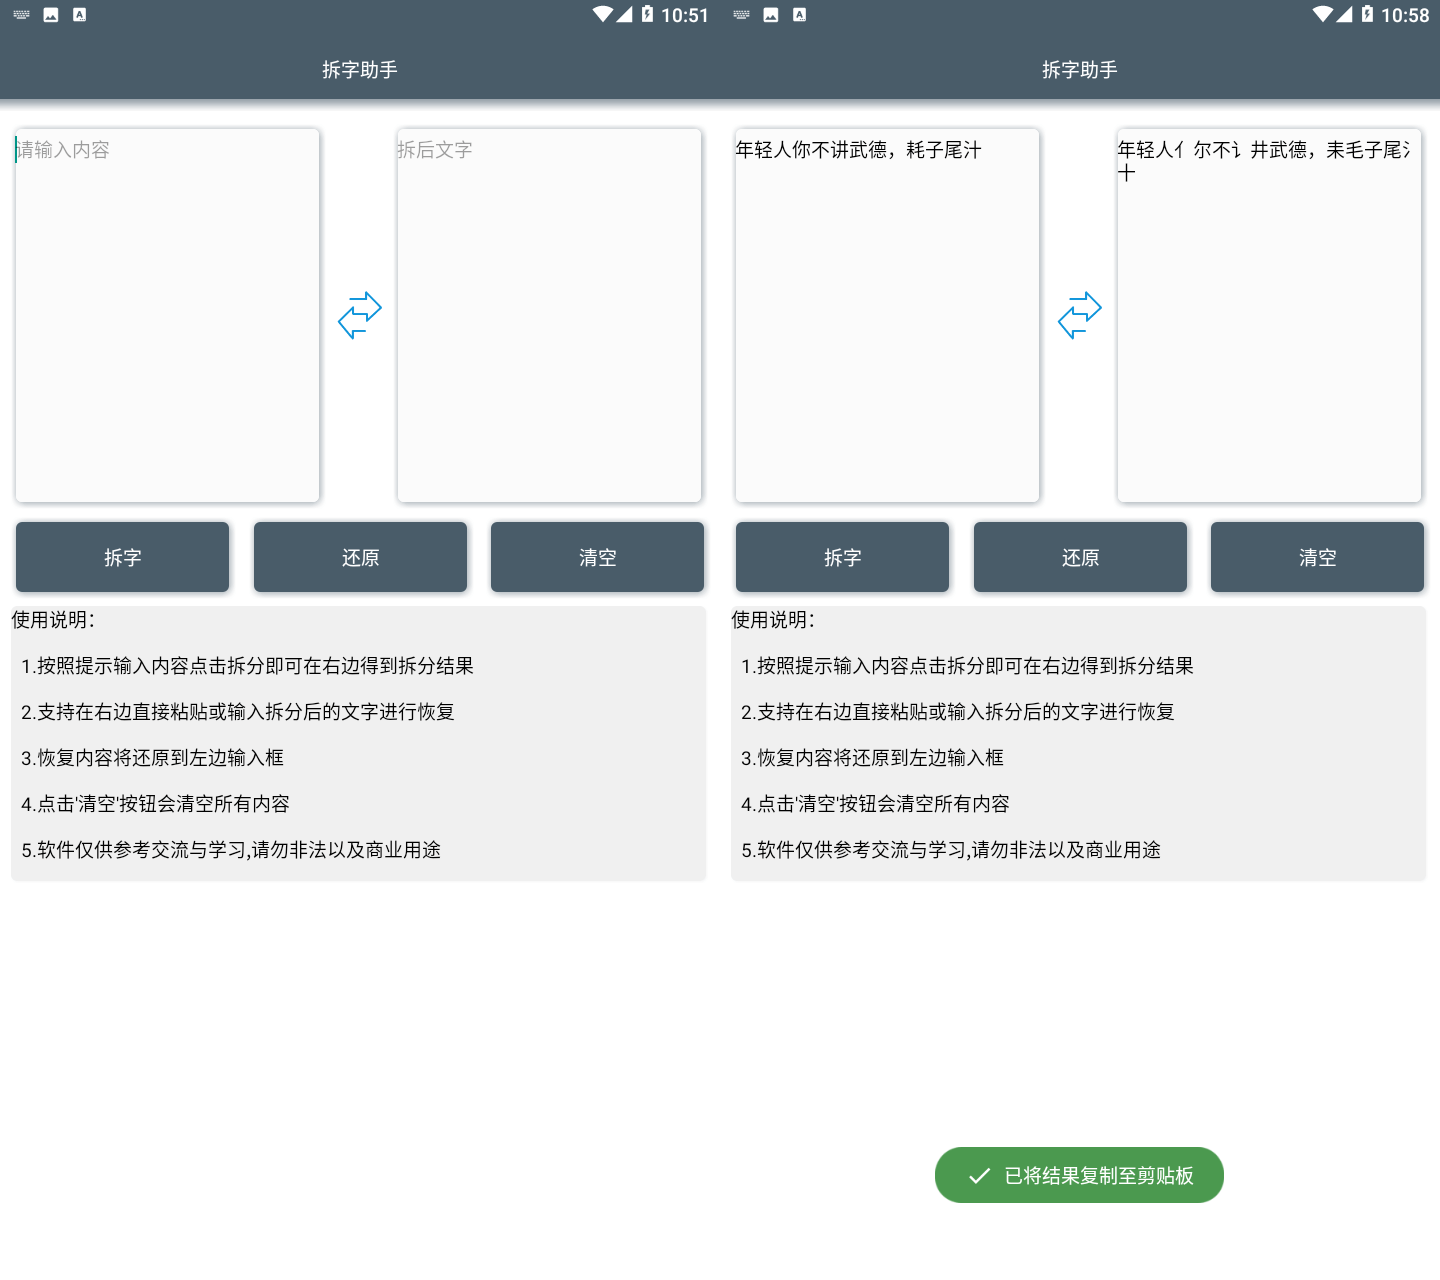 10:51
拆字助手
请输入内容
拆后文字
拆字
还原
清空
使用说明：
1.按照提示输入内容点击拆分即可在右边得到拆分结果
2.支持在右边直接粘贴或输入拆分后的文字进行恢复
3.恢复内容将还原到左边输入框
4.点击'清空'按钮会清空所有内容
5.软件仅供参考交流与学习,请勿非法以及商业用途
10:58
拆字助手
年轻人你不讲武德，耗子尾汁
年轻人亻尔不讠井武德，耒毛子尾氵
十
拆字
还原
清空
使用说明：
1.按照提示输入内容点击拆分即可在右边得到拆分结果
2.支持在右边直接粘贴或输入拆分后的文字进行恢复
3.恢复内容将还原到左边输入框
4.点击'清空'按钮会清空所有内容
5.软件仅供参考交流与学习,请勿非法以及商业用途
已将结果复制至剪贴板